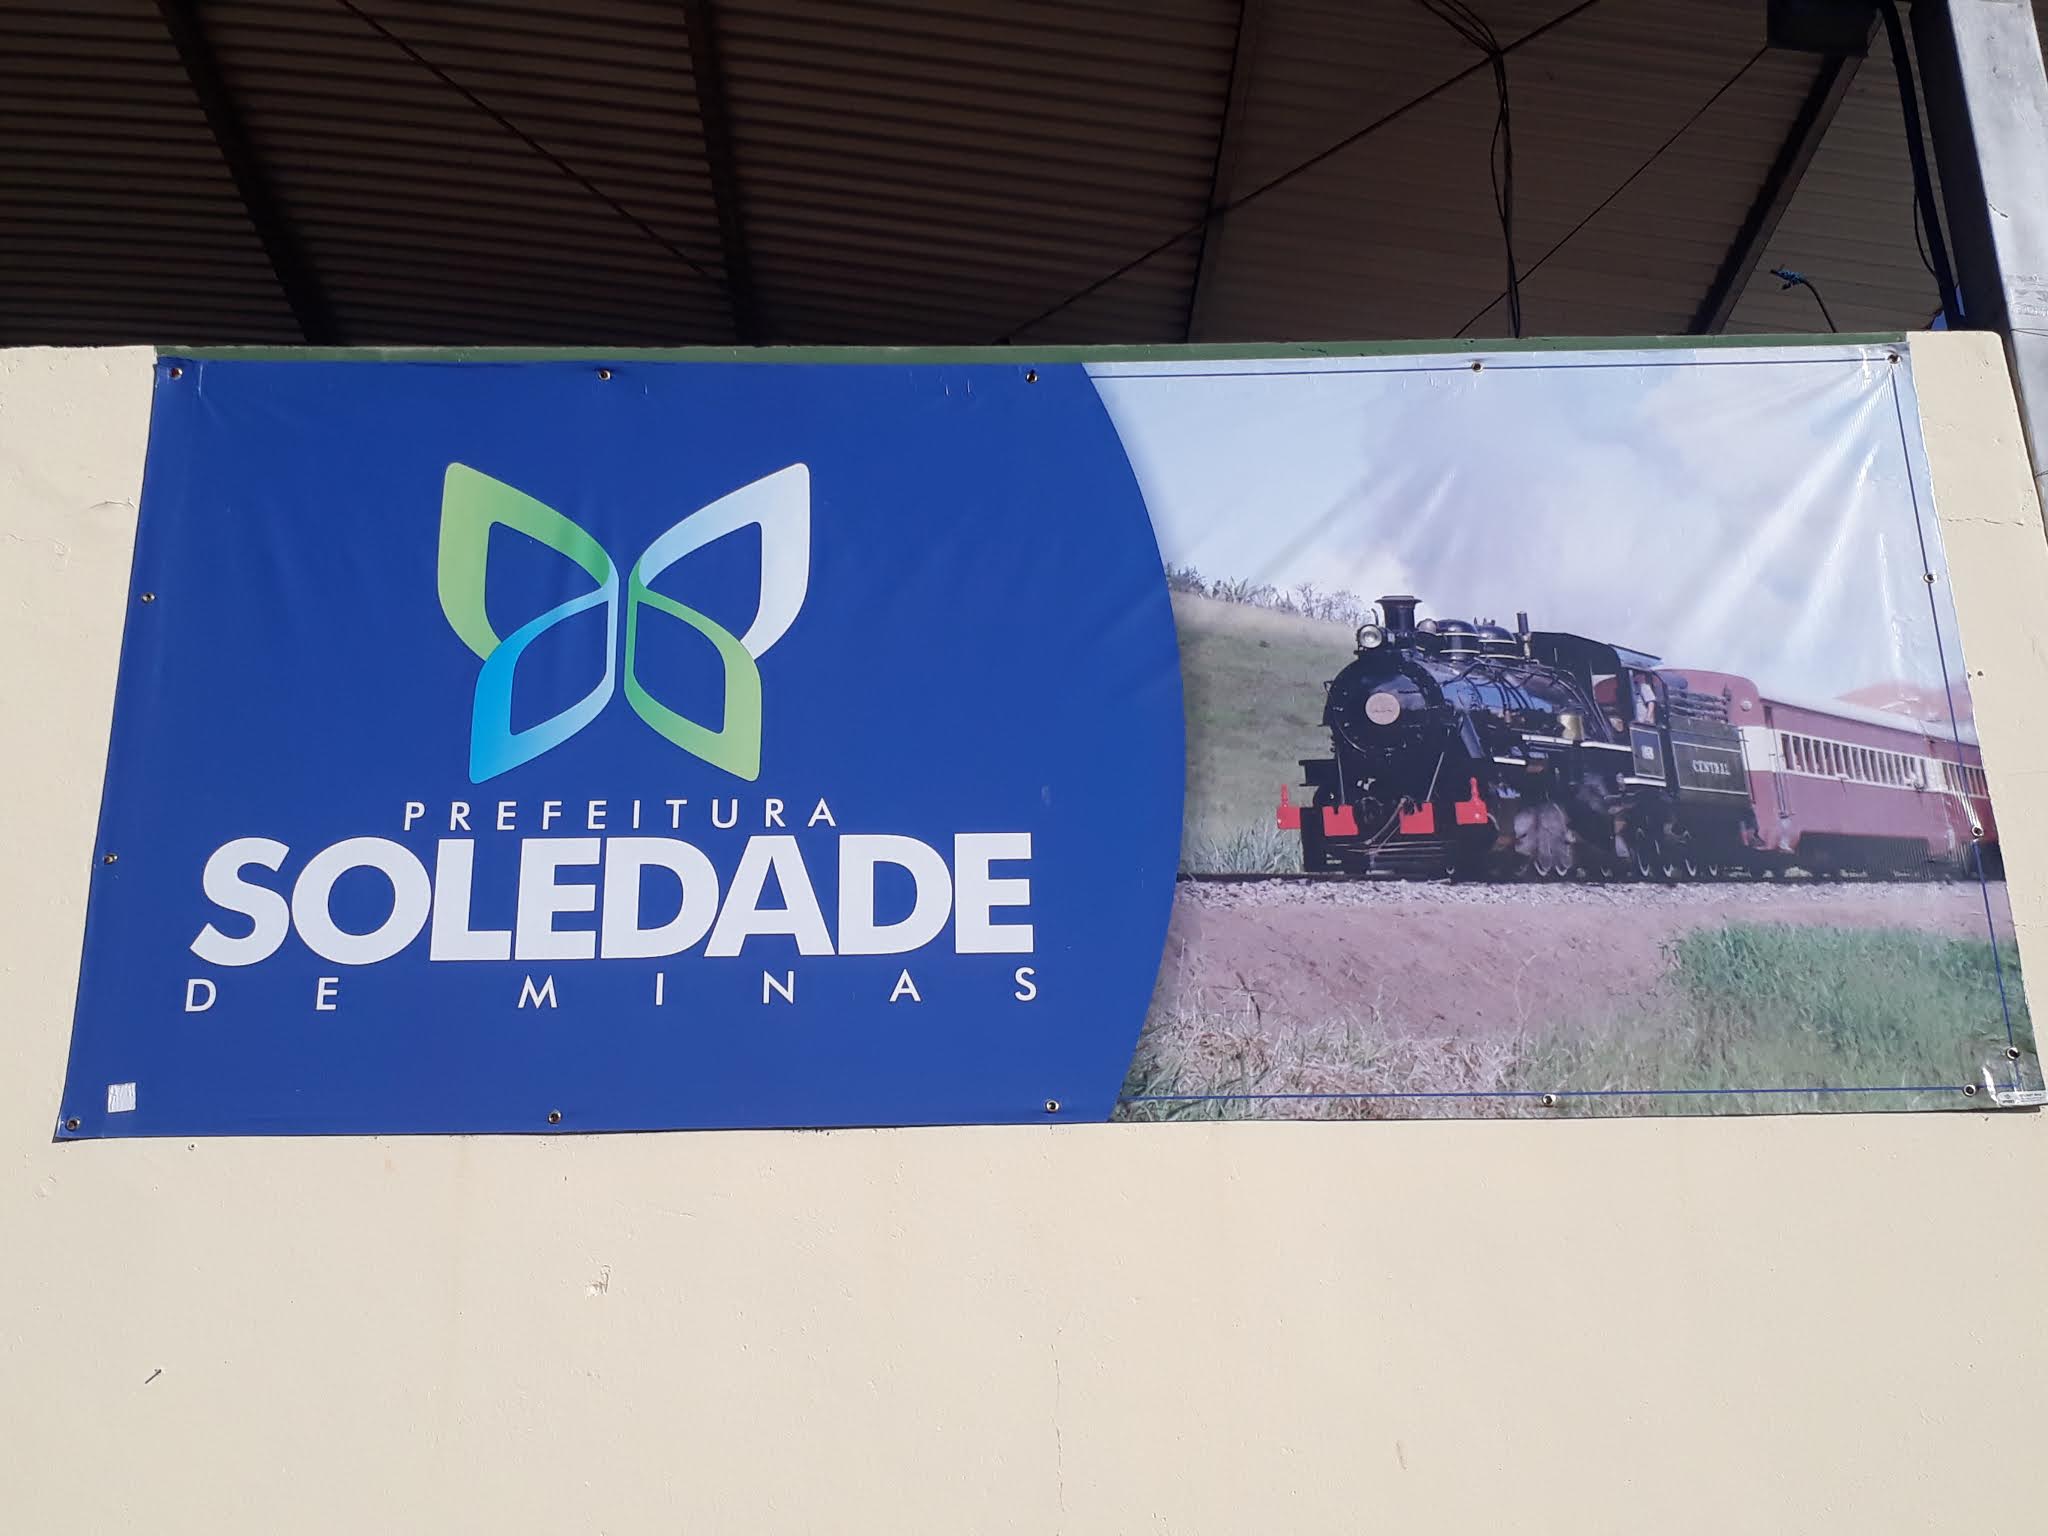 PREFEITURA
SOLEDADE
DE MINAS
CENTRAL